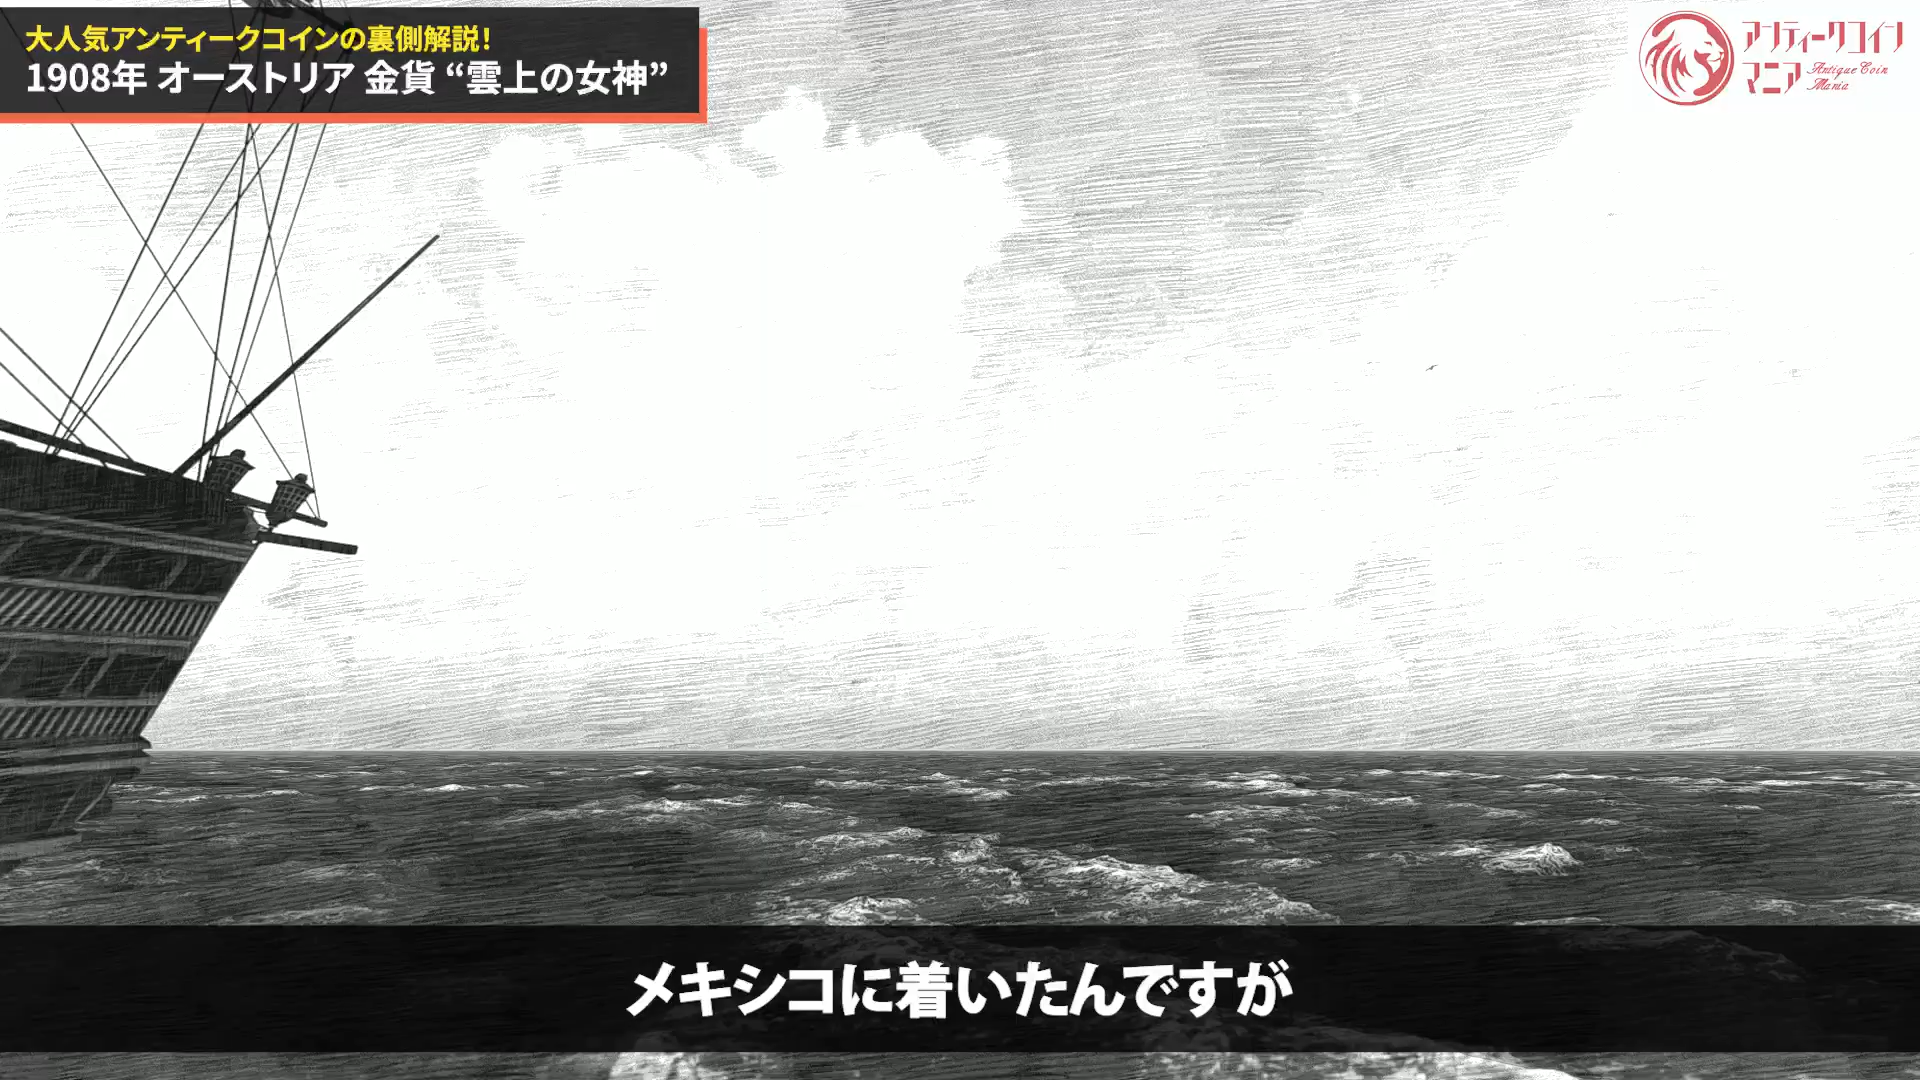 大人気アンティークコインの裏側解説!
1908年 オーストリア 金貨 “雲上の女神”
アンティークコイン
マニア
Antique Coin
Mania
メキシコに着いたんですが